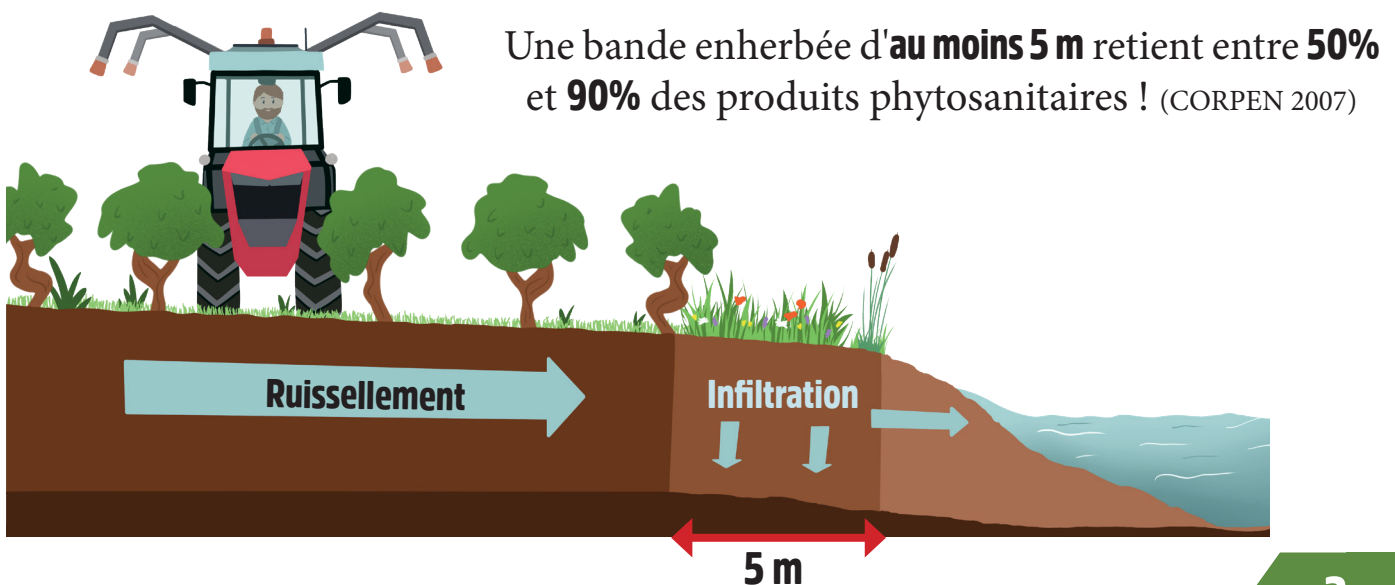 Une bande enherbée d'au moins 5 m retient entre 50%
et 90% des produits phytosanitaires ! (CORPEN 2007)
Ruissellement
Infiltration
5 m